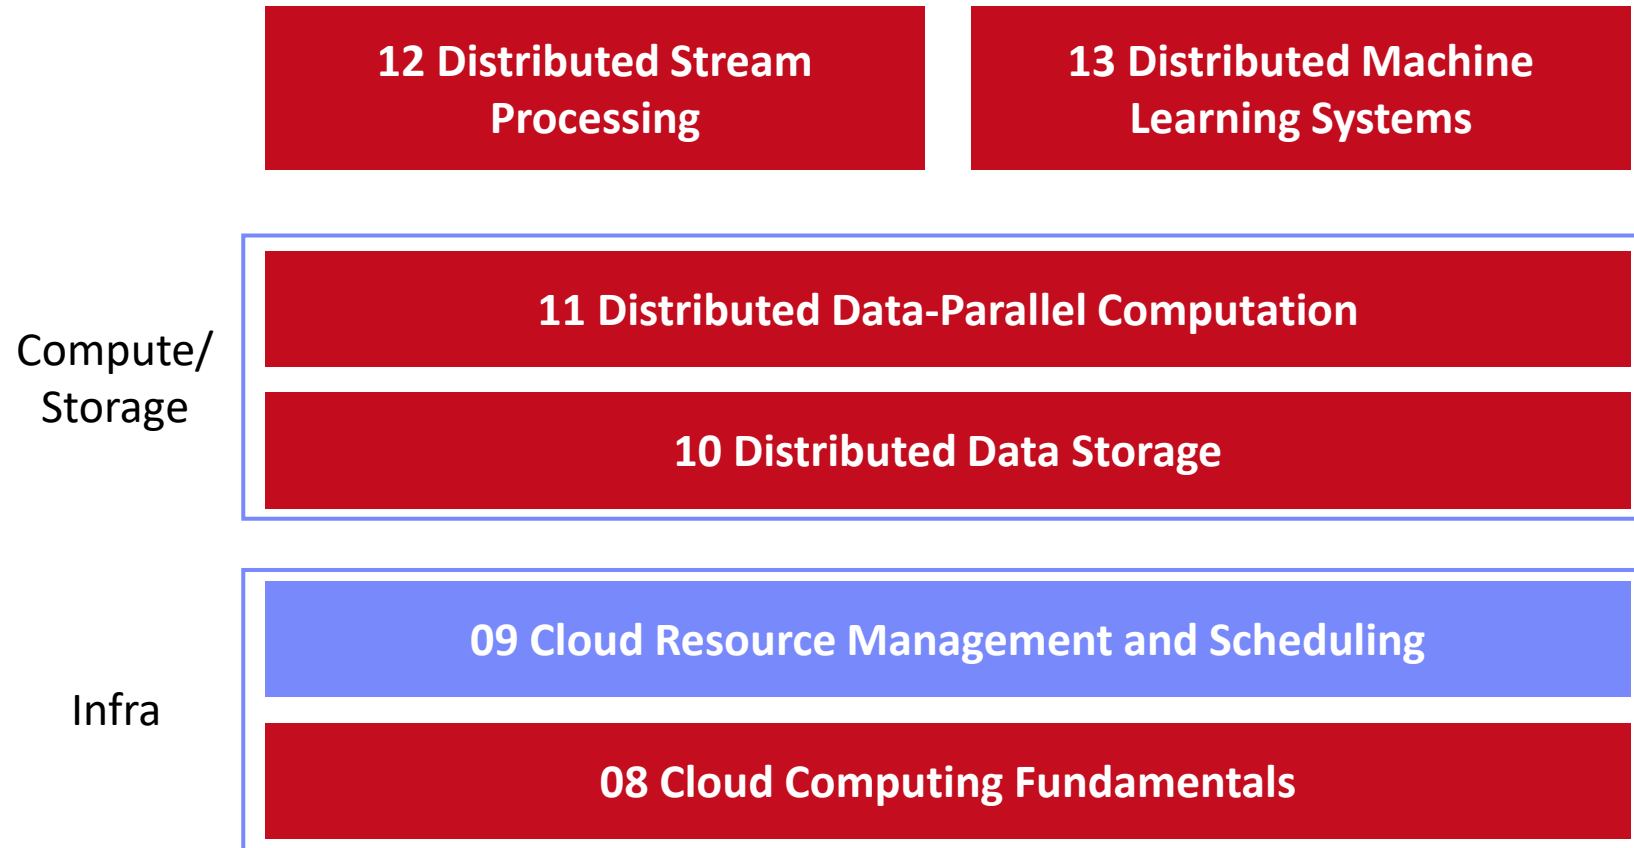 12 Distributed Stream
Processing
13 Distributed Machine
Learning Systems
Compute/
Storage
11 Distributed Data-Parallel Computation
10 Distributed Data Storage
Infra
09 Cloud Resource Management and Scheduling
08 Cloud Computing Fundamentals